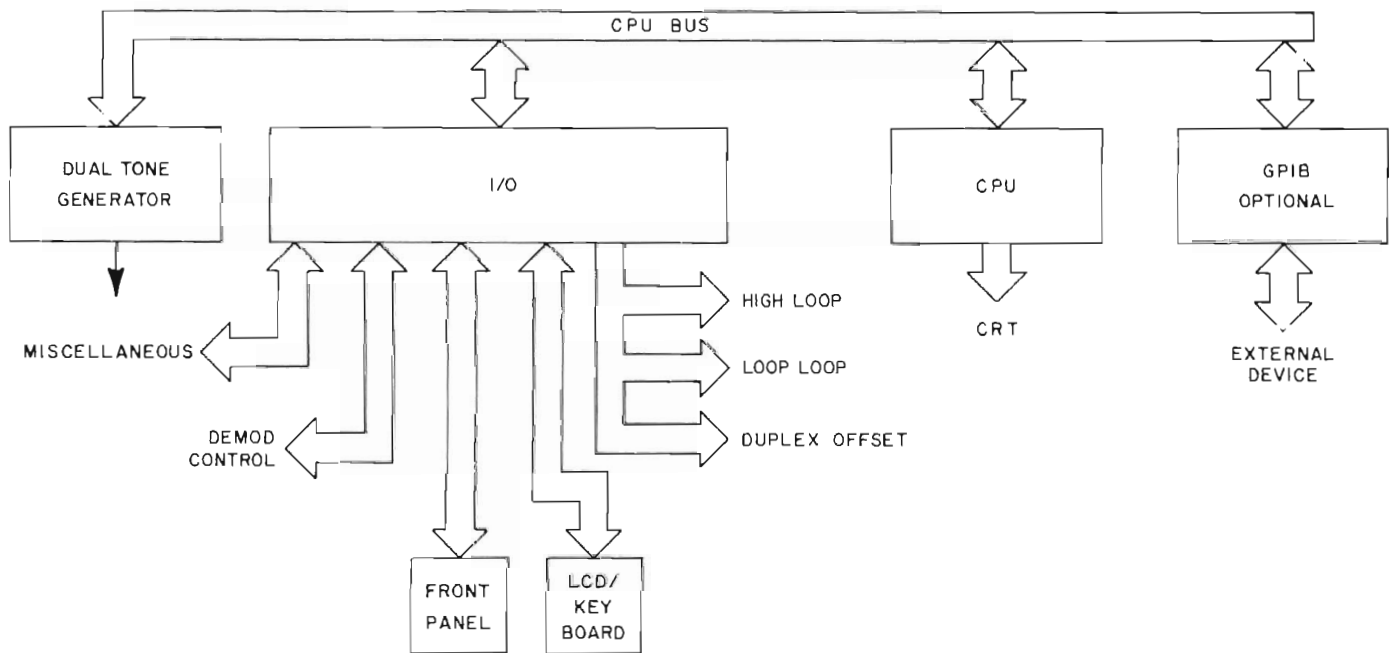 CPU BUS
DUAL TONE
GENERATOR
I/O
CPU
GPIB
OPTIONAL
HIGH LOOP
MISCELLANEOUS
CRT
LOOP LOOP
EXTERNAL
DEVICE
DEMOD
CONTROL
DUPLEX OFFSET
FRONT
PANEL
LCD/
KEY
BOARD